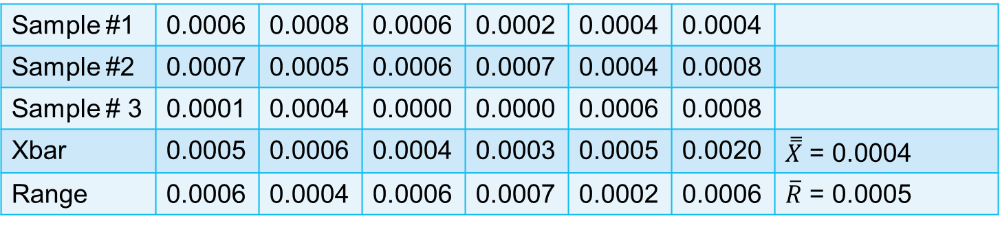 Sample #1 0.0006 0.0008 0.0006 0.0002 0.0004 0.0004
Sample #2 0.0007 0.0005 0.0006 0.0007 0.0004 0.0008
Sample # 3 0.0001 0.0004 0.0000 0.0000 0.0006 0.0008
Xbar 0.0005 0.0006 0.0004 0.0003 0.0005 0.0020 X̿ = 0.0004
Range 0.0006 0.0004 0.0006 0.0007 0.0002 0.0006 R̄ = 0.0005